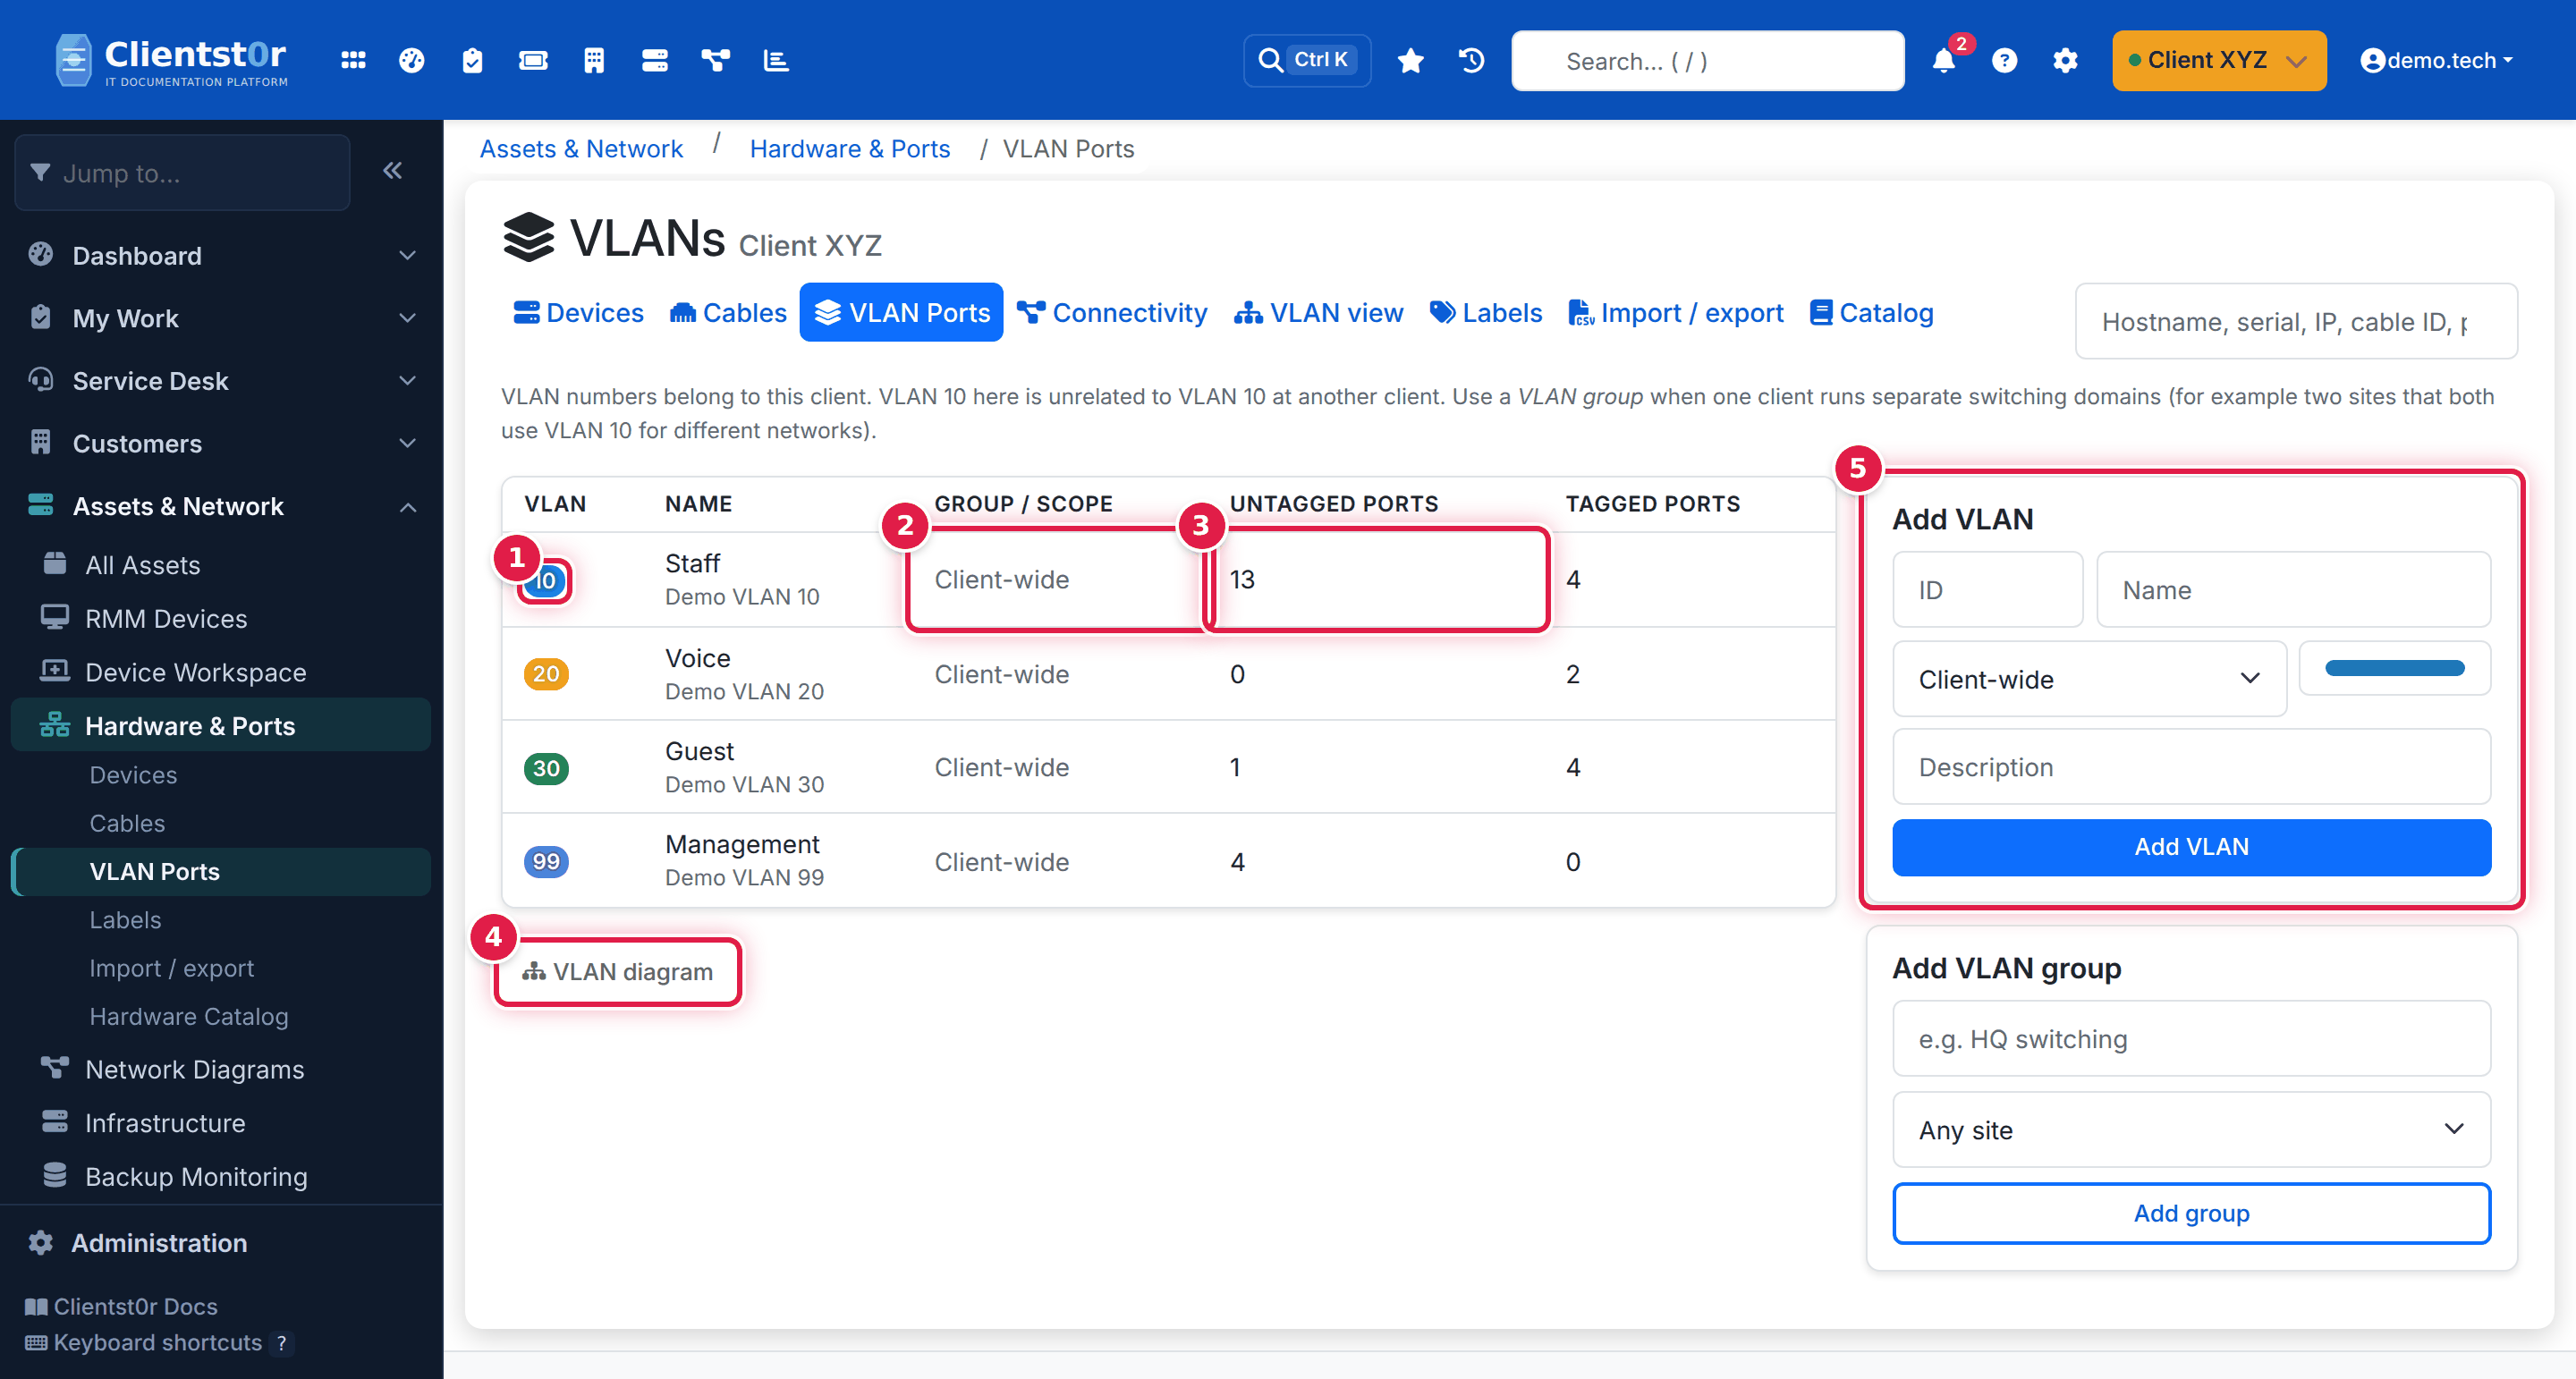 Clientst0r
IT DOCUMENTATION PLATFORM
Ctrl K
Search... ( / )
2
?
Client XYZ
demo.tech
Jump to...
Dashboard
My Work
Service Desk
Customers
Assets & Network
All Assets
RMM Devices
Device Workspace
Hardware & Ports
Devices
Cables
VLAN Ports
Labels
Import / export
Hardware Catalog
Network Diagrams
Infrastructure
Backup Monitoring
Administration
Clientst0r Docs
Keyboard shortcuts ?
Assets & Network / Hardware & Ports / VLAN Ports
VLANs Client XYZ
Devices
Cables
VLAN Ports
Connectivity
VLAN view
Labels
Import / export
Catalog
Hostname, serial, IP, cable ID, p
VLAN numbers belong to this client. VLAN 10 here is unrelated to VLAN 10 at another client. Use a VLAN group when one client runs separate switching domains (for example two sites that both
use VLAN 10 for different networks).
VLAN NAME GROUP / SCOPE UNTAGGED PORTS TAGGED PORTS
1 2 3
10 Staff Client-wide 13 4
Demo VLAN 10
20 Voice Client-wide 0 2
Demo VLAN 20
30 Guest Client-wide 1 4
Demo VLAN 30
99 Management Client-wide 4 0
Demo VLAN 99
4
VLAN diagram
5
Add VLAN
ID Name
Client-wide
Description
Add VLAN
Add VLAN group
e.g. HQ switching
Any site
Add group